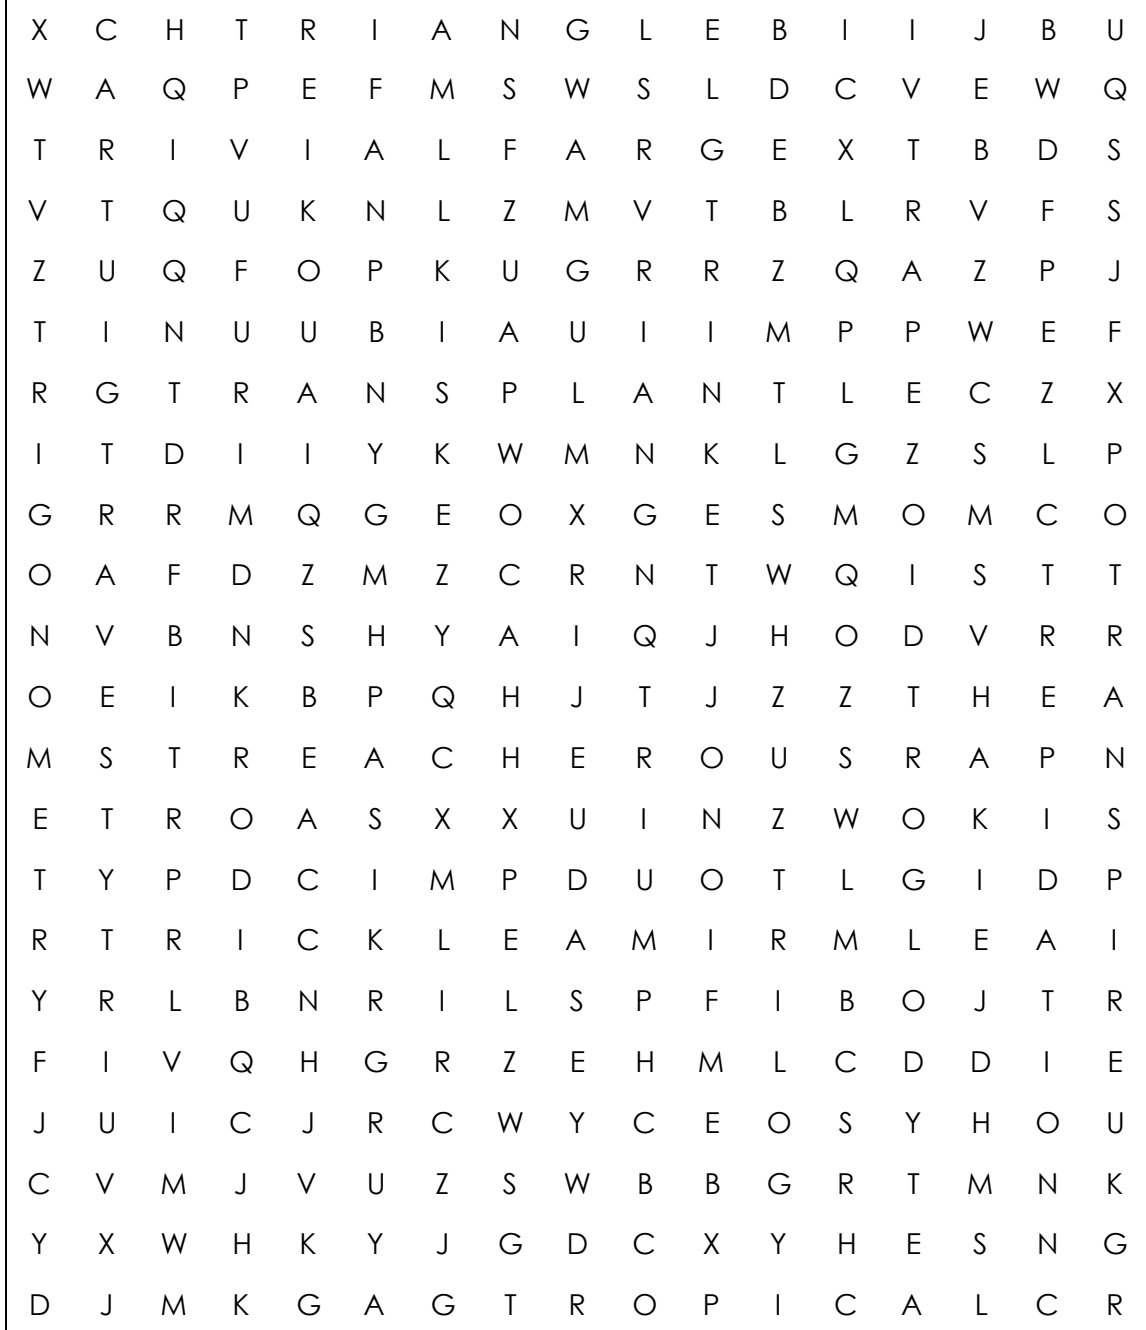 X C H T R I A N G L E B I I J B U
W A Q P E F M S W S L D C V E W Q
T R I V I A L F A R G E X T B D S
V T Q U K N L Z M V T B L R V F S
Z U Q F O P K U G R R Z Q A Z P J
T I N U U B I A U I I M P P W E F
R G T R A N S P L A N T L E C Z X
I T D I I Y K W M N K L G Z S L P
G R R M Q G E O X G E S M O M C O
O A F D Z M Z C R N T W Q I S T T
N V B N S H Y A I Q J H O D V R R
O E I K B P Q H J T J Z Z T H E A
M S T R E A C H E R O U S R A P N
E T R O A S X X U I N Z W O K I S
T Y P D C I M P D U O T L G I D P
R T R I C K L E A M I R M L E A I
Y R L B N R I L S P F I B O J T R
F I V Q H G R Z E H M L C D D I E
J U I C J R C W Y C E O S Y H O U
C V M J V U Z S W B B G R T M N K
Y X W H K Y J G D C X Y H E S N G
D J M K G A G T R O P I C A L C R